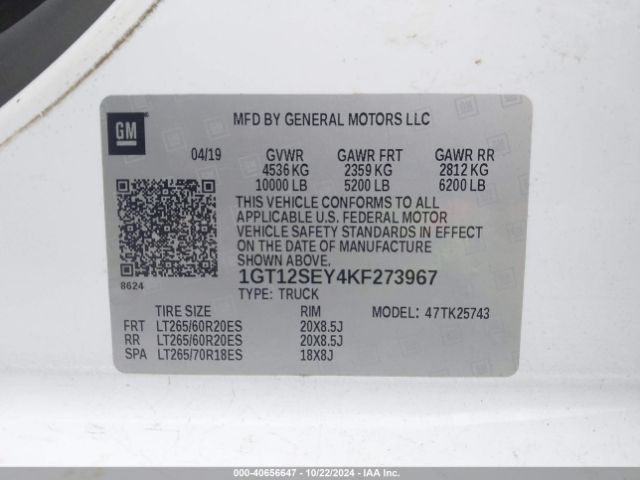 GM
MFD BY GENERAL MOTORS LLC
04/19 GVWR GAWR FRT GAWR RR
4536 KG 2359 KG 2812 KG
10000 LB 5200 LB 6200 LB
THIS VEHICLE CONFORMS TO ALL
APPLICABLE U.S. FEDERAL MOTOR
VEHICLE SAFETY STANDARDS IN EFFECT
ON THE DATE OF MANUFACTURE
SHOWN ABOVE.
8624
1GT12SEY4KF273967
TYPE: TRUCK
TIRE SIZE RIM MODEL: 47TK25743
FRT LT265/60R20ES 20X8.5J
RR LT265/60R20ES 20X8.5J
SPA LT265/70R18ES 18X8J
000-40656647 - 10/22/2024 - IAAI.COM